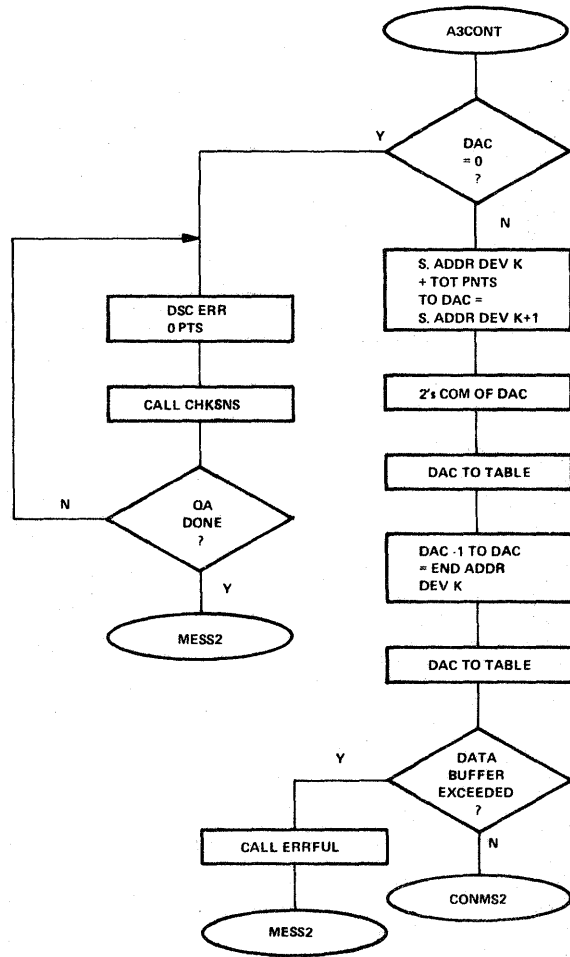 A3CONT
Y
DAC
= 0
?
N
S. ADDR DEV K
+ TOT PNTS
TO DAC =
S. ADDR DEV K+1
DSC ERR
0 PTS
2's COM OF DAC
CALL CHKSNS
DAC TO TABLE
N
QA
DONE
?
Y
DAC -1 TO DAC
= END ADDR
DEV K
MESS2
DAC TO TABLE
Y
DATA
BUFFER
EXCEEDED
?
N
CALL ERRFUL
CONMS2
MESS2